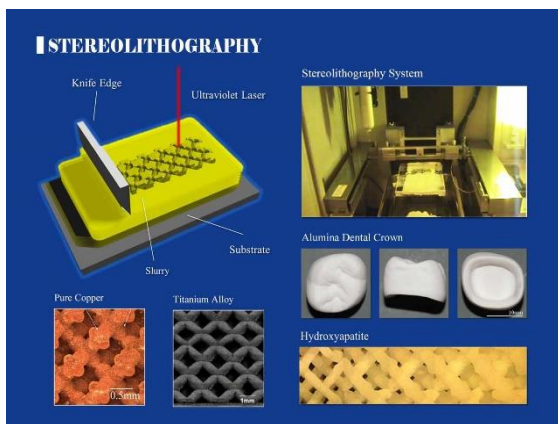 STEREOLITHOGRAPHY
Knife Edge
Ultraviolet Laser
Slurry
Substrate
Stereolithography System
Alumina Dental Crown
10mm
Pure Copper
0.5mm
Titanium Alloy
1mm
Hydroxyapatite